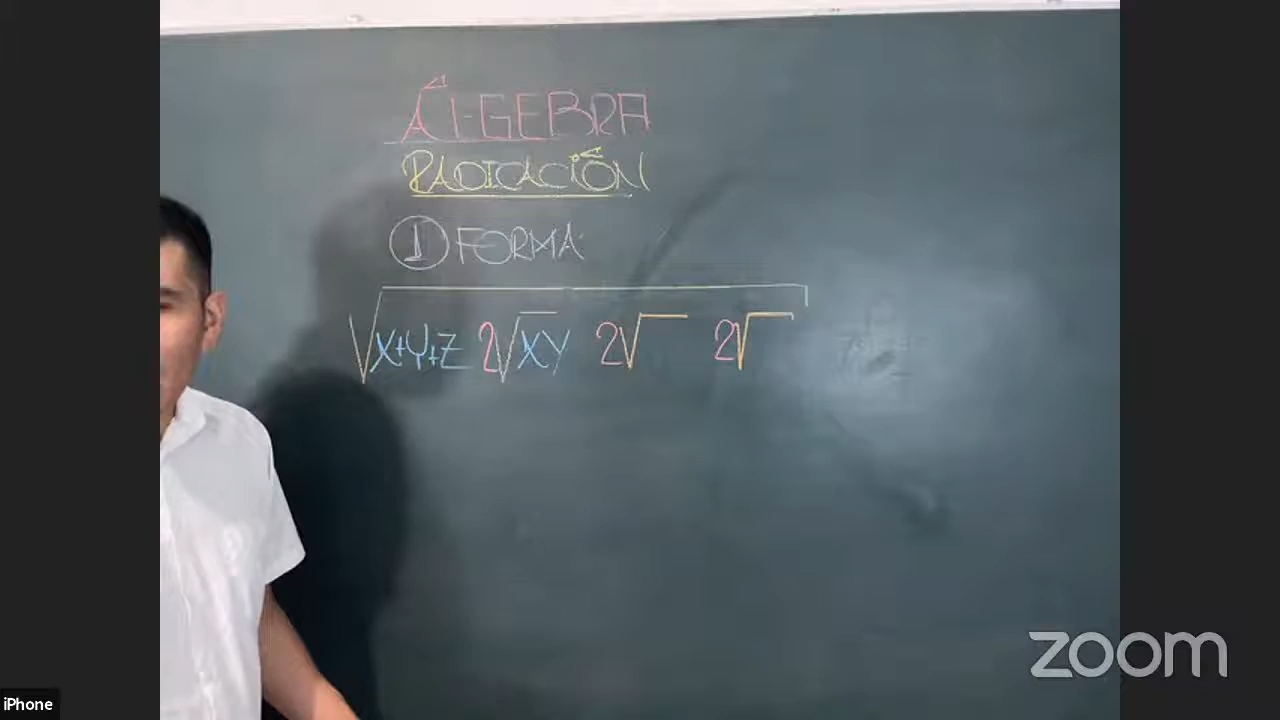 ÁLGEBRA
RADICACIÓN
① FORMA:
√(x+y+z 2√xy 2√ 2√ )
zoom
iPhone